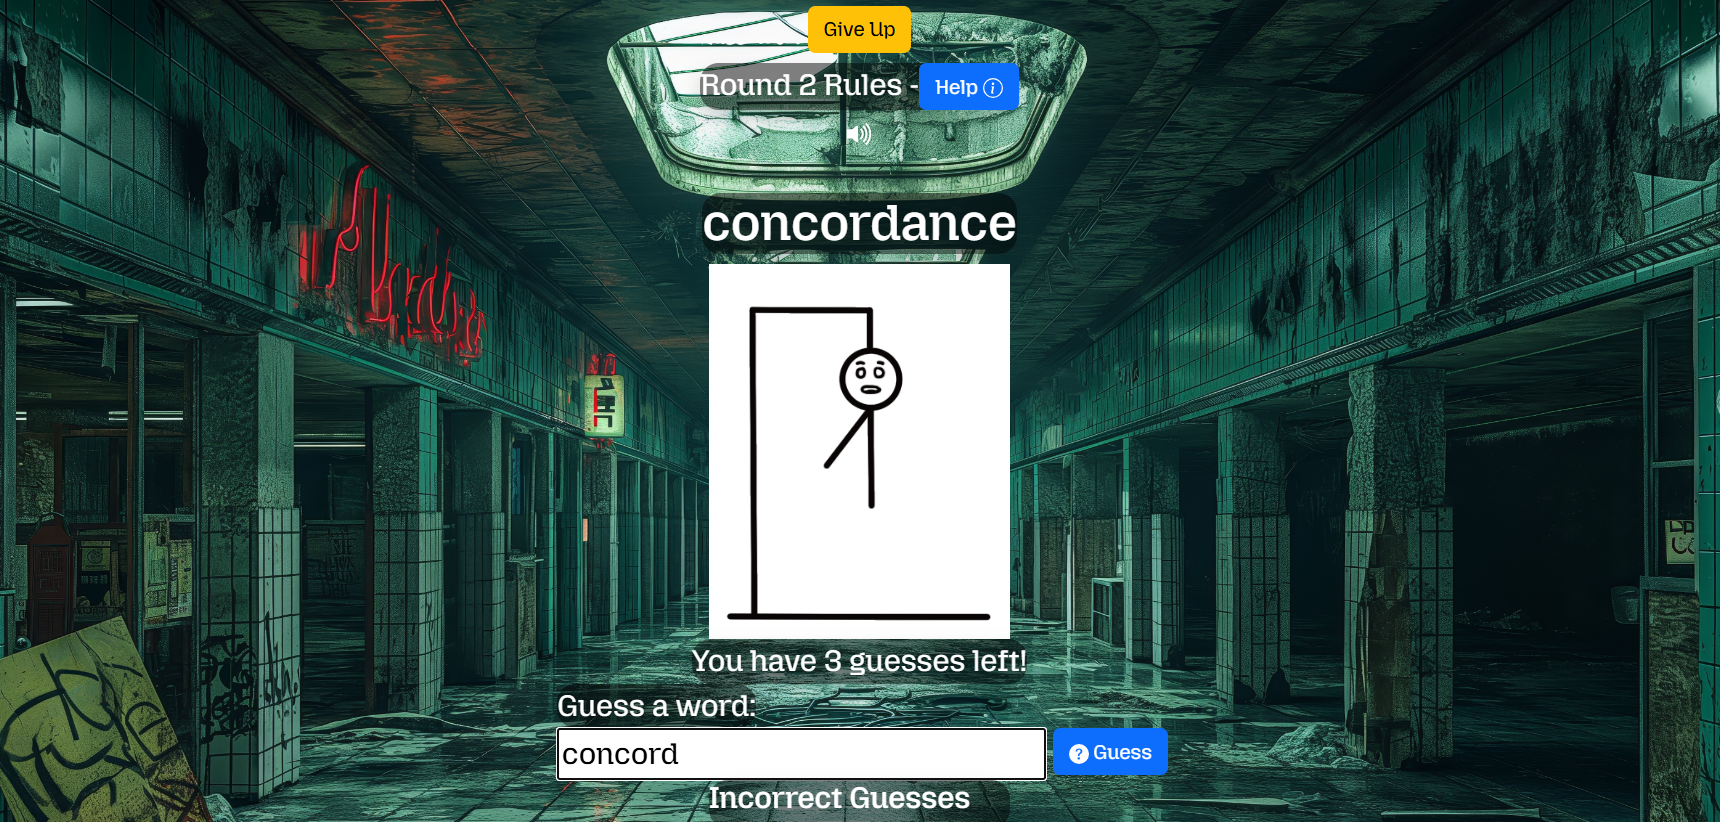 Give Up
Round 2 Rules - Help
concordance
You have 3 guesses left!
Guess a word:
concord
Guess
Incorrect Guesses